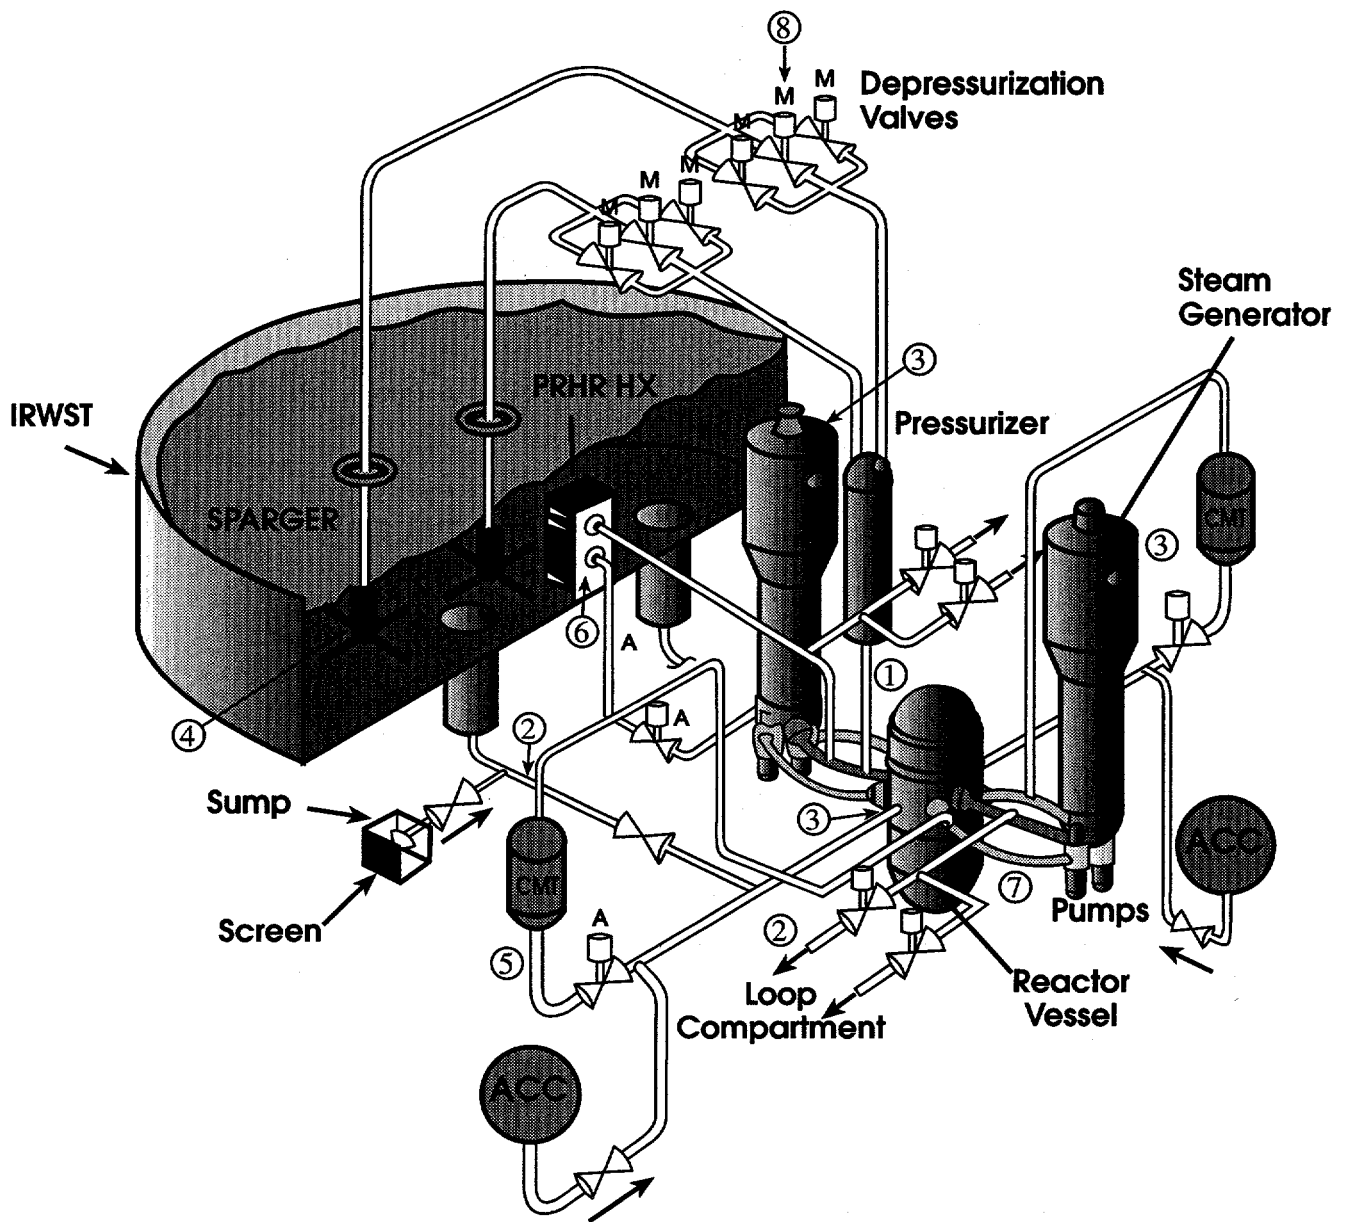 ⑧
M
M
Depressurization
Valves
M
M
M
M
Steam
Generator
③
IRWST
PRHR HX
Pressurizer
SPARGER
CMT
③
⑥
A
①
④
②
A
Sump
③
ACC
CMT
⑦
Pumps
Screen
A
②
⑤
Loop
Compartment
Reactor
Vessel
ACC